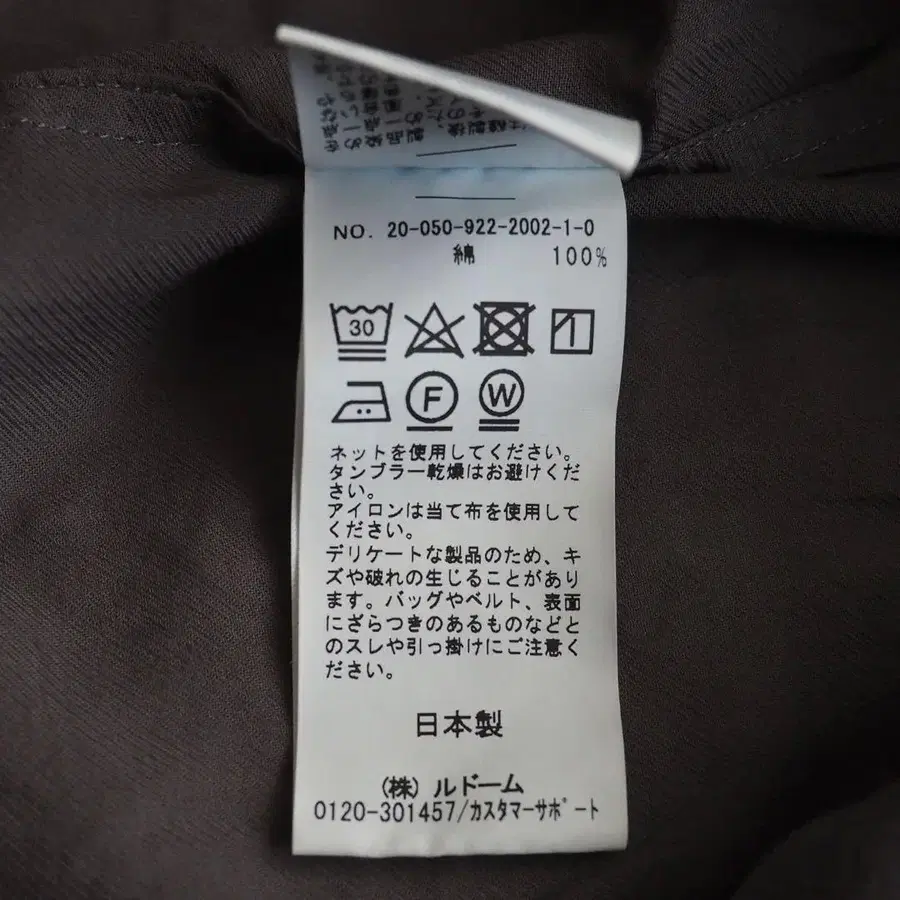 NO. 20-050-922-2002-1-0
綿 100%
30
F
W
ネットを使用してください。
タンブラー乾燥はお避けくだ
さい。
アイロンは当て布を使用して
ください。
デリケートな製品のため、キ
ズや破れの生じることがあり
ます。バッグやベルト、表面
にざらつきのあるものなどと
のスレや引っ掛けにご注意く
ださい。
日本製
(株) ルドーム
0120-301457/カスタマーサポート